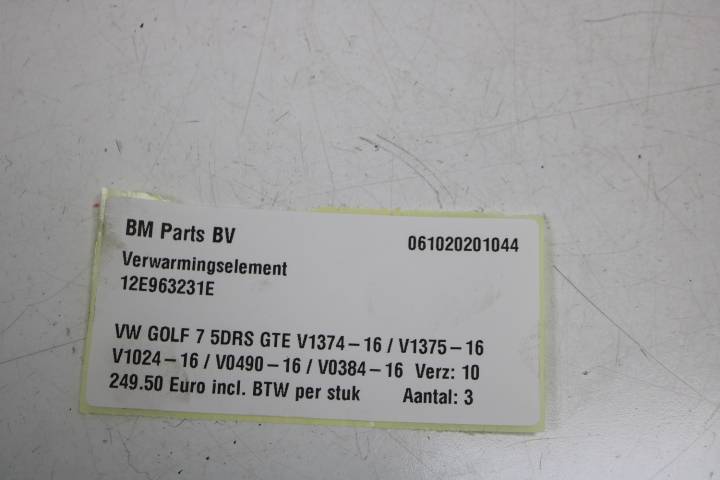 BM Parts BV 061020201044
Verwarmingselement
12E963231E
VW GOLF 7 5DRS GTE V1374-16 / V1375-16
V1024-16 / V0490-16 / V0384-16 Verz: 10
249.50 Euro incl. BTW per stuk Aantal: 3